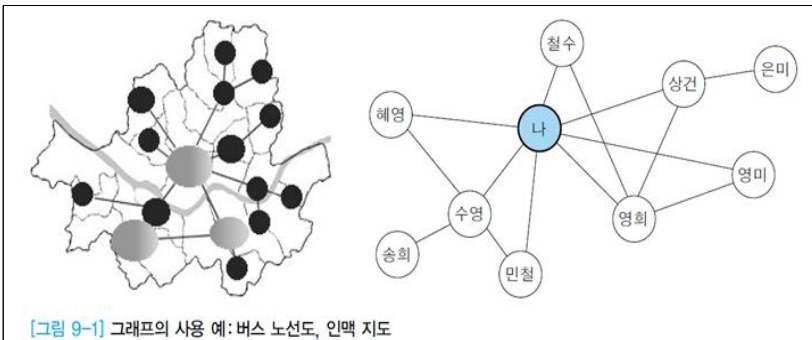 철수
은미
상건
혜영
나
영미
수영
영희
송희
민철
[그림 9-1] 그래프의 사용 예: 버스 노선도, 인맥 지도